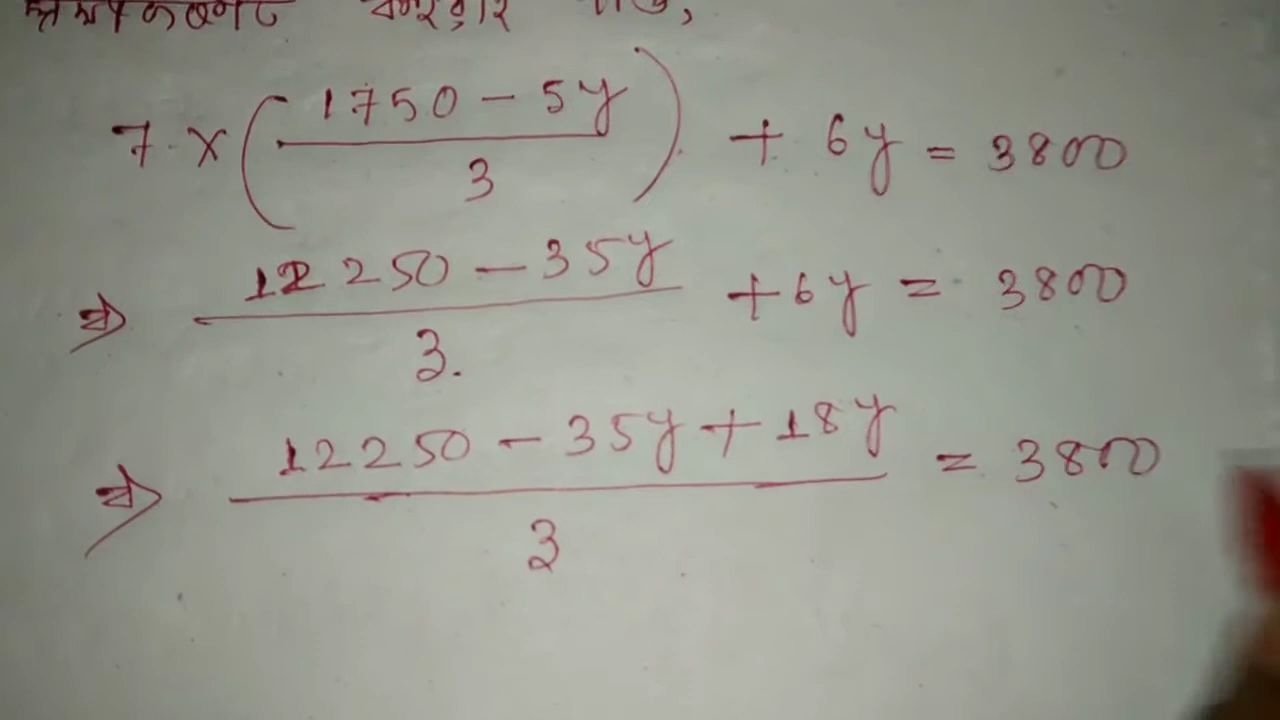 7 × (1750 - 5y / 3) + 6y = 3800
⇒ 12250 - 35y / 3. + 6y = 3800
⇒ 12250 - 35y + 18y / 3 = 3800